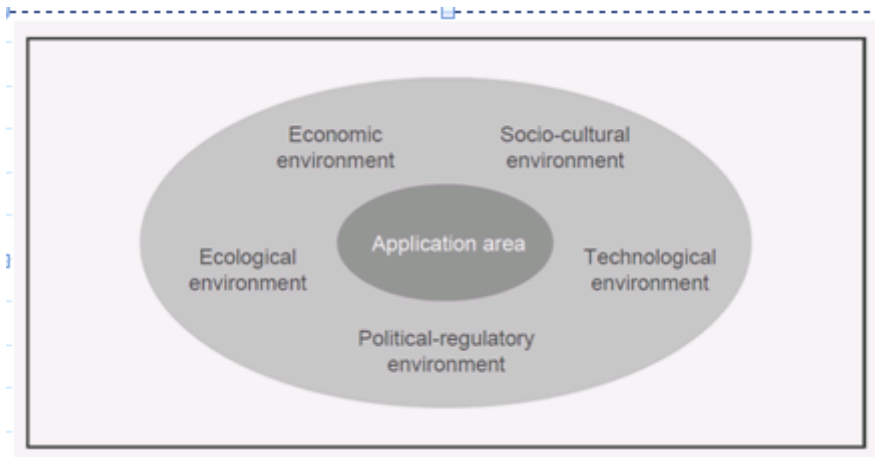 Economic
environment
Socio-cultural
environment
Application area
Ecological
environment
Technological
environment
Political-regulatory
environment